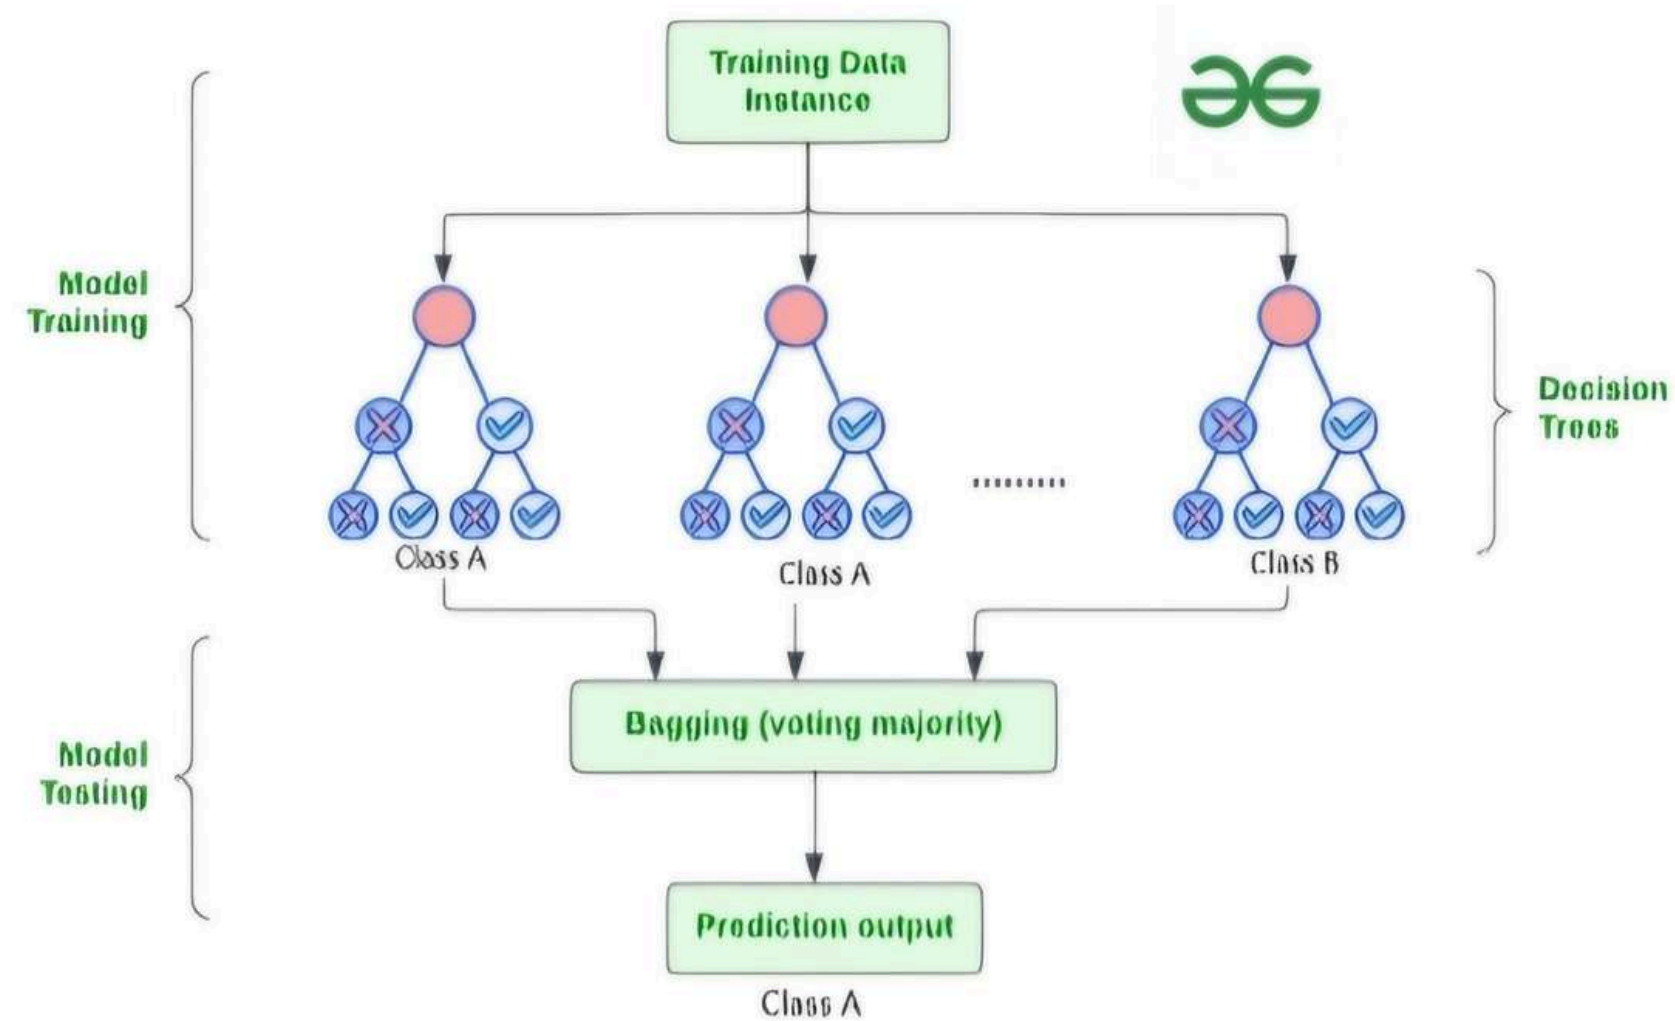 Training Data
Instance
Model
Training
Decision
Trees
Class A
Class A
Class B
Bagging (voting majority)
Model
Testing
Prediction output
Class A